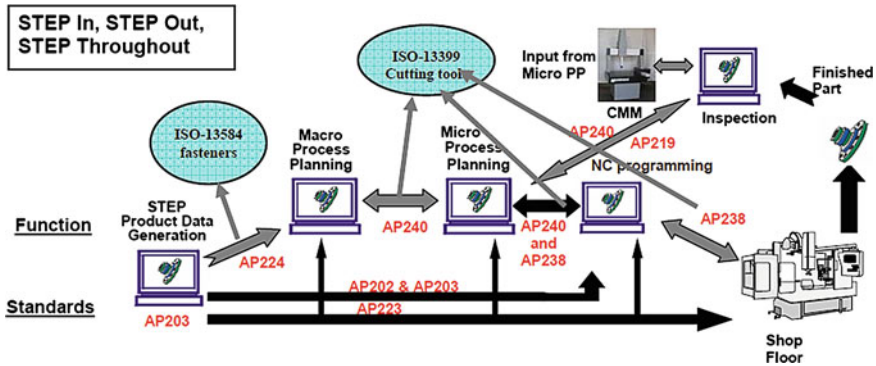 STEP In, STEP Out,
STEP Throughout
ISO-13399
Cutting tool
Input from
Micro PP
CMM
Inspection
Finished
Part
ISO-13584
fasteners
Macro
Process
Planning
Micro
Process
Planning
AP240
AP219
NC programming
Function
STEP
Product Data
Generation
AP224
AP240
AP240
and
AP238
AP238
Standards
AP203
AP202 & AP203
AP223
Shop
Floor